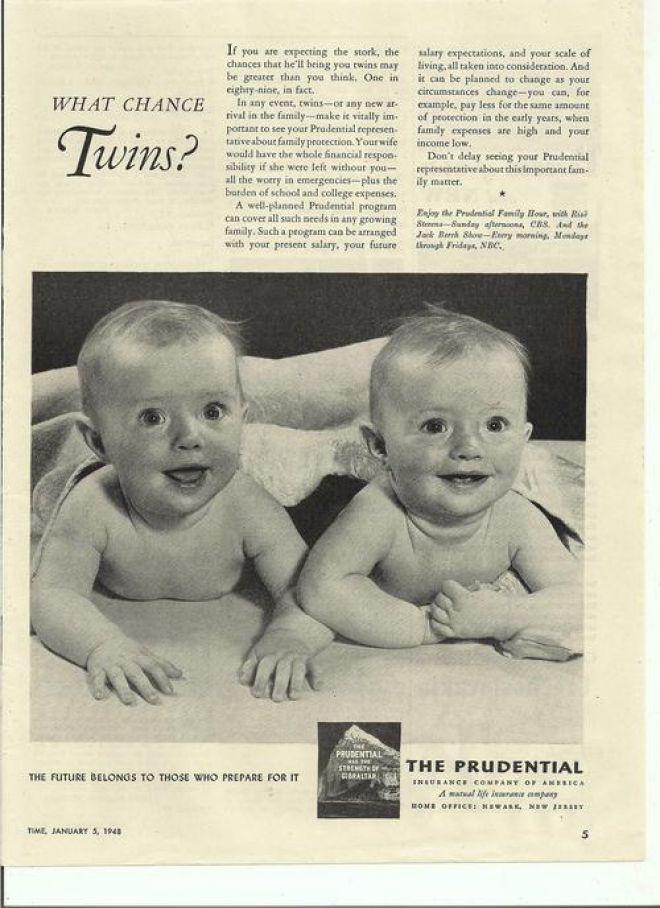 WHAT CHANCE
Twins?
If you are expecting the stork, the
chances that he'll bring you twins may
be greater than you think. One in
eighty-nine, in fact.
In any event, twins—or any new ar-
rival in the family—make it vitally im-
portant to see your Prudential represen-
tative about family protection. Your wife
would have the whole financial respon-
sibility if she were left without you—
all the worry in emergencies—plus the
burden of school and college expenses.
A well-planned Prudential program
can cover all such needs in any growing
family. Such a program can be arranged
with your present salary, your future
salary expectations, and your scale of
living, all taken into consideration. And
it can be planned to change as your
circumstances change—you can, for
example, pay less for the same amount
of protection in the early years, when
family expenses are high and your
income low.
Don't delay seeing your Prudential
representative about this important fam-
ily matter.
★
Enjoy the Prudential Family Hour, with Risë
Stevens—Sunday afternoons, CBS. And the
Jack Berch Show—Every morning, Mondays
through Fridays, NBC.
THE
PRUDENTIAL
HAS THE
STRENGTH OF
GIBRALTAR
THE FUTURE BELONGS TO THOSE WHO PREPARE FOR IT
THE PRUDENTIAL
INSURANCE COMPANY OF AMERICA
A mutual life insurance company
HOME OFFICE: NEWARK, NEW JERSEY
TIME, JANUARY 5, 1948
5